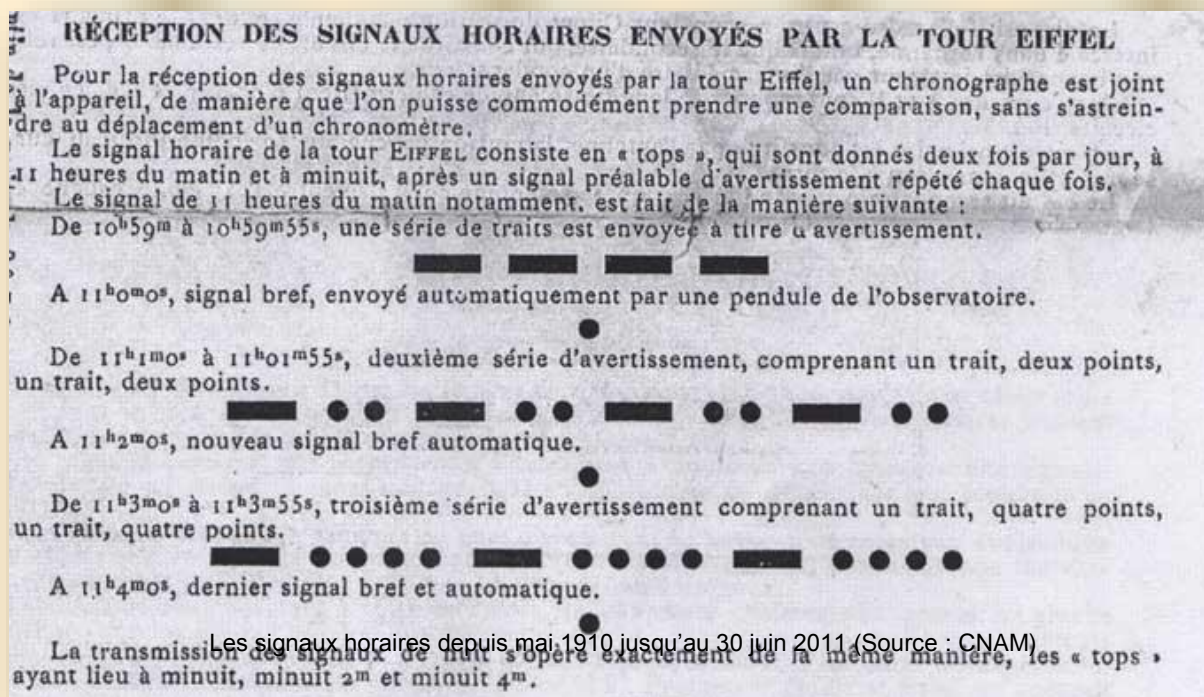 RÉCEPTION DES SIGNAUX HORAIRES ENVOYÉS PAR LA TOUR EIFFEL
Pour la réception des signaux horaires envoyés par la tour Eiffel, un chronographe est joint
à l'appareil, de manière que l'on puisse commodément prendre une comparaison, sans s'astrein-
dre au déplacement d'un chronomètre.
Le signal horaire de la tour EIFFEL consiste en « tops », qui sont donnés deux fois par jour, à
11 heures du matin et à minuit, après un signal préalable d'avertissement répété chaque fois.
Le signal de 11 heures du matin notamment. est fait de la manière suivante :
De 10h59m à 10h59m55s, une série de traits est envoyée à titre d'avertissement.
A 11h0m0s, signal bref, envoyé automatiquement par une pendule de l'observatoire.
De 11h1m0s à 11h01m55s, deuxième série d'avertissement, comprenant un trait, deux points,
un trait, deux points.
A 11h2m0s, nouveau signal bref automatique.
De 11h3m0s à 11h3m55s, troisième série d'avertissement comprenant un trait, quatre points,
un trait, quatre points.
A 11h4m0s, dernier signal bref et automatique.
Les signaux horaires depuis mai 1910 jusqu'au 30 juin 2011 (Source : CNAM)
La transmission des signaux de nuit s'opère exactement de la même manière, les « tops »
ayant lieu à minuit, minuit 2m et minuit 4m.